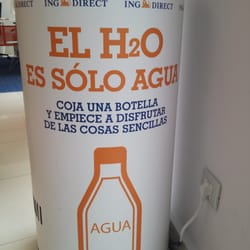 ING DIRECT ING DIRECT
EL H2O
ES SÓLO AGUA
COJA UNA BOTELLA
Y EMPIECE A DISFRUTAR
DE LAS COSAS SENCILLAS
AGUA